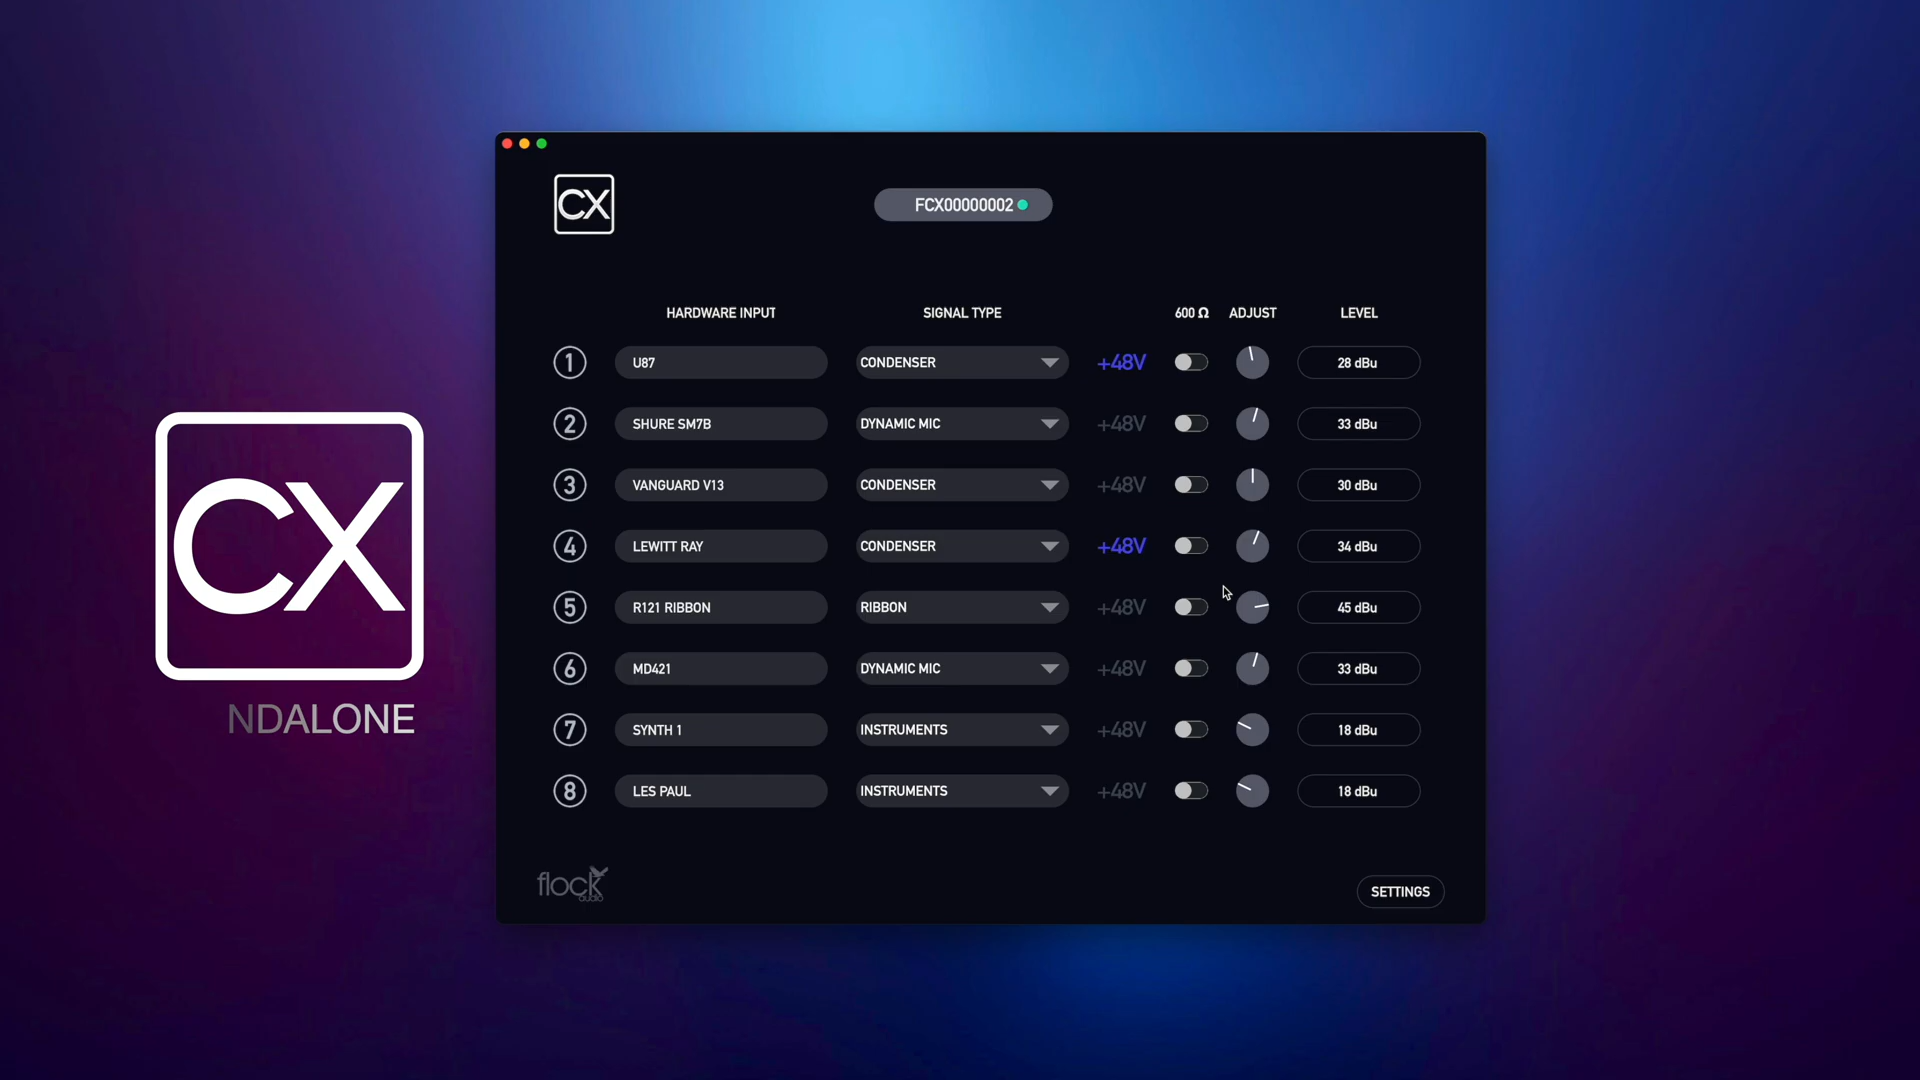 CX
FCX00000002
HARDWARE INPUT SIGNAL TYPE 600 Ω ADJUST LEVEL
1 U87 CONDENSER +48V 28 dBu
2 SHURE SM7B DYNAMIC MIC +48V 33 dBu
3 VANGUARD V13 CONDENSER +48V 30 dBu
4 LEWITT RAY CONDENSER +48V 34 dBu
5 R121 RIBBON RIBBON +48V 45 dBu
6 MD421 DYNAMIC MIC +48V 33 dBu
7 SYNTH 1 INSTRUMENTS +48V 18 dBu
8 LES PAUL INSTRUMENTS +48V 18 dBu
flock
audio
SETTINGS
CX
NDALONE